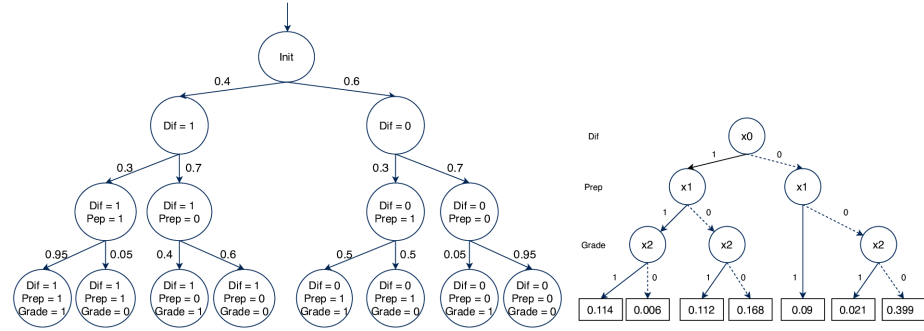 Init
0.4
0.6
Dif = 1
Dif = 0
0.3
0.7
0.3
0.7
Dif = 1
Pep = 1
Dif = 1
Prep = 0
Dif = 0
Prep = 1
Dif = 0
Prep = 0
0.95
0.05
0.4
0.6
0.5
0.5
0.05
0.95
Dif = 1
Prep = 1
Grade = 1
Dif = 1
Prep = 1
Grade = 0
Dif = 1
Prep = 0
Grade = 1
Dif = 1
Prep = 0
Grade = 0
Dif = 0
Prep = 1
Grade = 1
Dif = 0
Prep = 1
Grade = 0
Dif = 0
Prep = 0
Grade = 0
Dif = 0
Prep = 0
Grade = 0
Dif
x0
1
0
Prep
x1
x1
1
0
0
Grade
x2
x2
x2
1
0
1
0
1
1
0
0.114
0.006
0.112
0.168
0.09
0.021
0.399